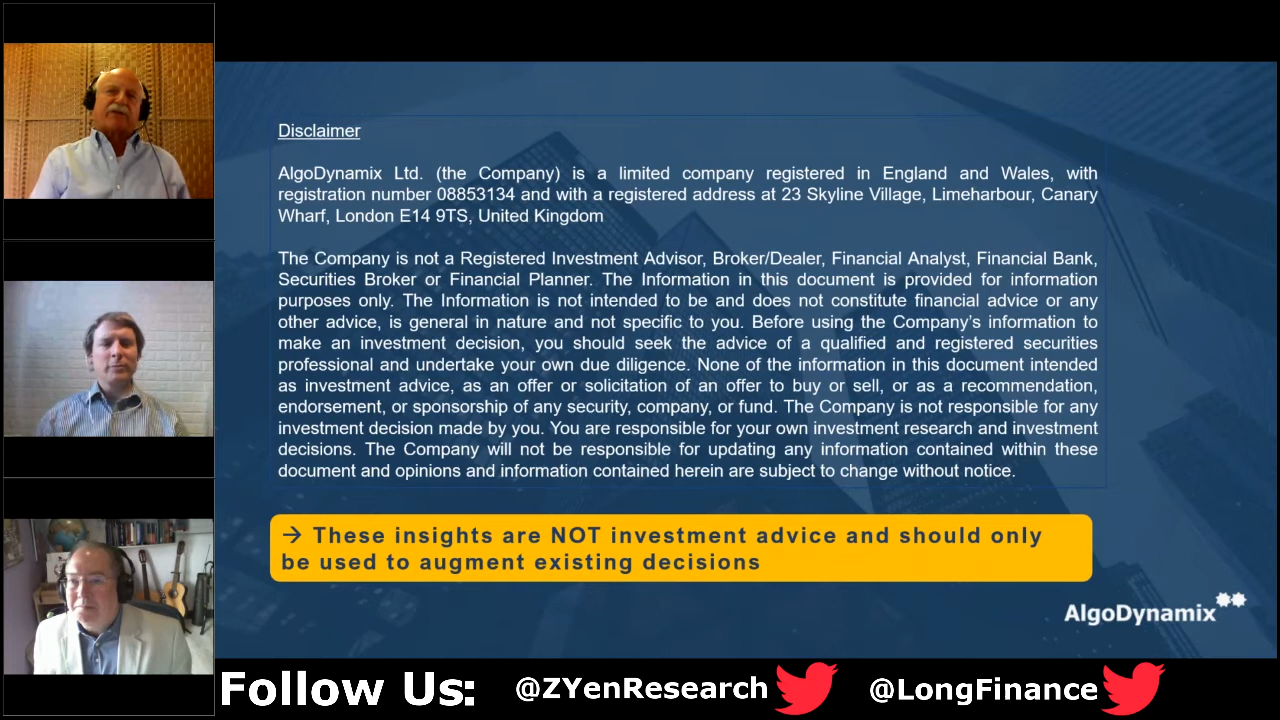 Disclaimer
AlgoDynamix Ltd. (the Company) is a limited company registered in England and Wales, with
registration number 08853134 and with a registered address at 23 Skyline Village, Limeharbour, Canary
Wharf, London E14 9TS, United Kingdom
The Company is not a Registered Investment Advisor, Broker/Dealer, Financial Analyst, Financial Bank,
Securities Broker or Financial Planner. The Information in this document is provided for information
purposes only. The Information is not intended to be and does not constitute financial advice or any
other advice, is general in nature and not specific to you. Before using the Company's information to
make an investment decision, you should seek the advice of a qualified and registered securities
professional and undertake your own due diligence. None of the information in this document intended
as investment advice, as an offer or solicitation of an offer to buy or sell, or as a recommendation,
endorsement, or sponsorship of any security, company, or fund. The Company is not responsible for any
investment decision made by you. You are responsible for your own investment research and investment
decisions. The Company will not be responsible for updating any information contained within these
document and opinions and information contained herein are subject to change without notice.
→ These insights are NOT investment advice and should only
be used to augment existing decisions
AlgoDynamix
Follow Us: @ZYenResearch @LongFinance